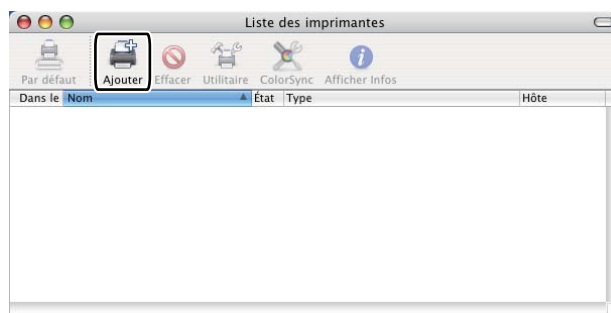 Liste des imprimantes
Par défaut Ajouter Effacer Utilitaire ColorSync Afficher Infos
Dans le Nom État Type Hôte